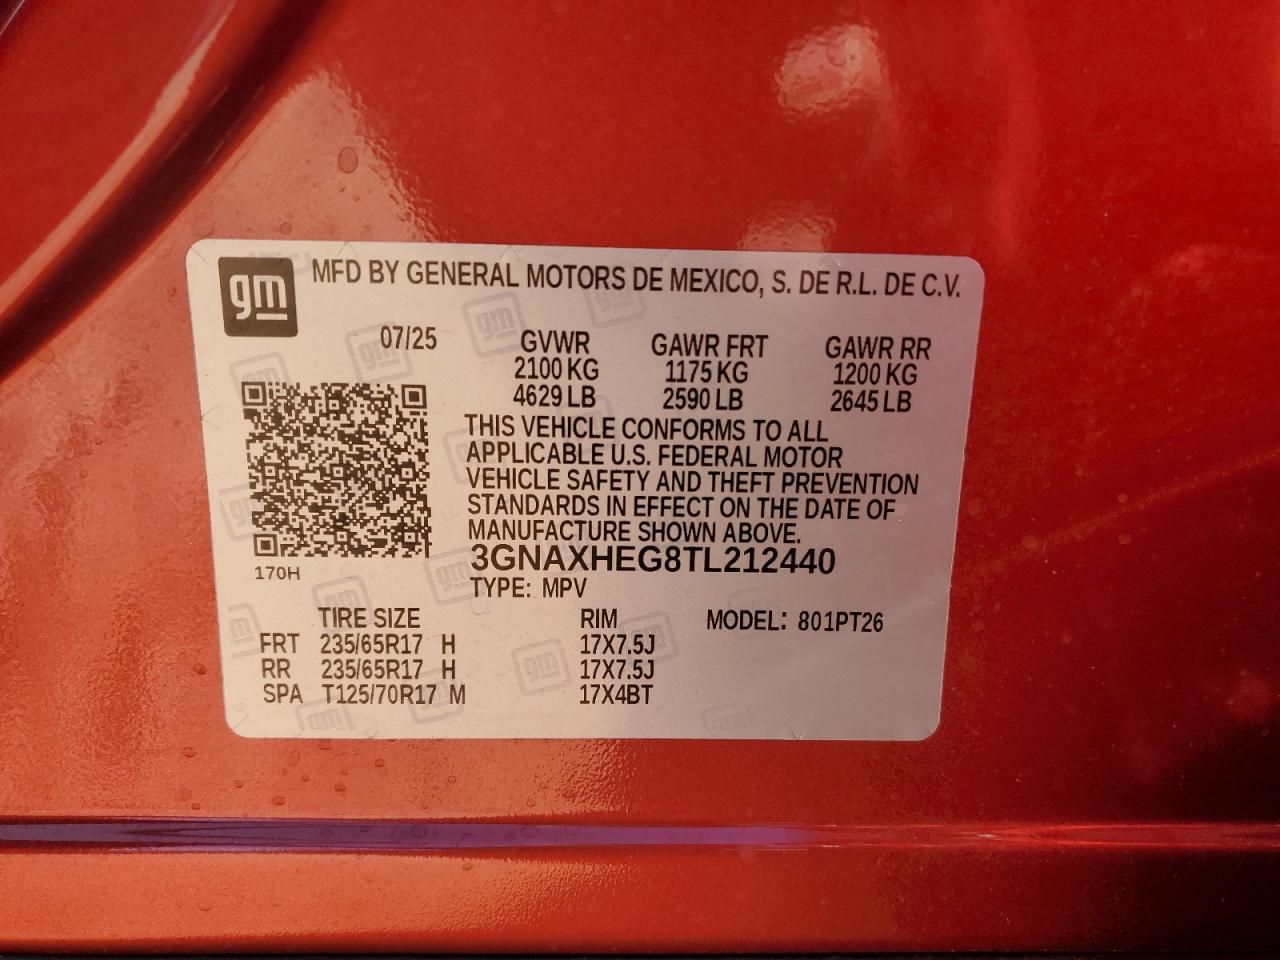 gm MFD BY GENERAL MOTORS DE MEXICO, S. DE R.L. DE C.V.
07/25 GVWR GAWR FRT GAWR RR
2100 KG 1175 KG 1200 KG
4629 LB 2590 LB 2645 LB
THIS VEHICLE CONFORMS TO ALL
APPLICABLE U.S. FEDERAL MOTOR
VEHICLE SAFETY AND THEFT PREVENTION
STANDARDS IN EFFECT ON THE DATE OF
MANUFACTURE SHOWN ABOVE.
3GNAXHEG8TL212440
170H
TYPE: MPV
TIRE SIZE RIM MODEL: 801PT26
FRT 235/65R17 H 17X7.5J
RR 235/65R17 H 17X7.5J
SPA T125/70R17 M 17X4BT